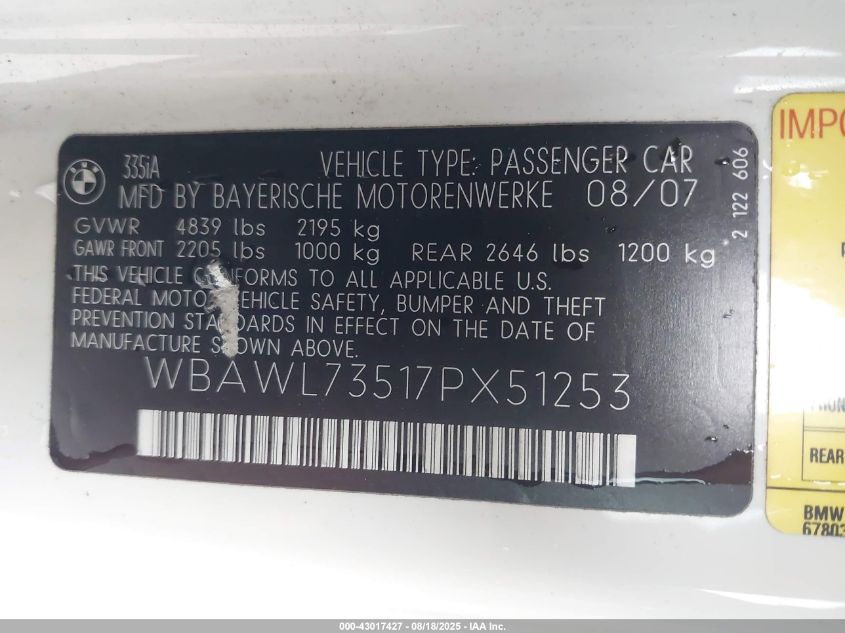 BMW
335iA VEHICLE TYPE: PASSENGER CAR
MFD BY BAYERISCHE MOTORENWERKE 08/07
GVWR 4839 lbs 2195 kg
GAWR FRONT 2205 lbs 1000 kg REAR 2646 lbs 1200 kg
THIS VEHICLE CONFORMS TO ALL APPLICABLE U.S.
FEDERAL MOTOR VEHICLE SAFETY, BUMPER AND THEFT
PREVENTION STANDARDS IN EFFECT ON THE DATE OF
MANUFACTURE SHOWN ABOVE.
WBAWL73517PX51253
2 122 606
REAR
BMW
000-43017427 - 08/18/2025 - IAA Inc.